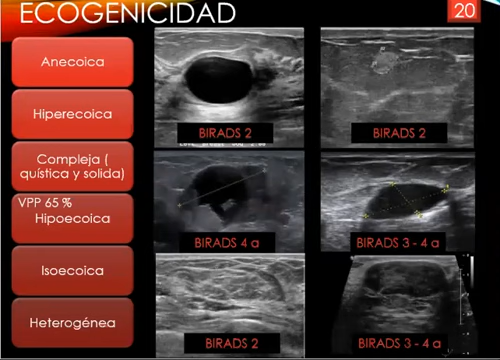 ECOGENICIDAD
20
Anecoica
Hiperecoica
Compleja (
quística y solida)
VPP 65 %
Hipoecoica
Isoecoica
Heterogénea
BIRADS 2
BIRADS 2
BIRADS 4 a
BIRADS 3 - 4 a
BIRADS 2
BIRADS 3 - 4 a